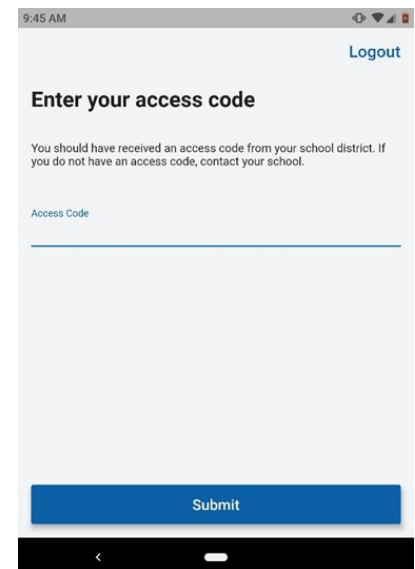 9:45 AM
Logout
Enter your access code
You should have received an access code from your school district. If
you do not have an access code, contact your school.
Access Code
Submit